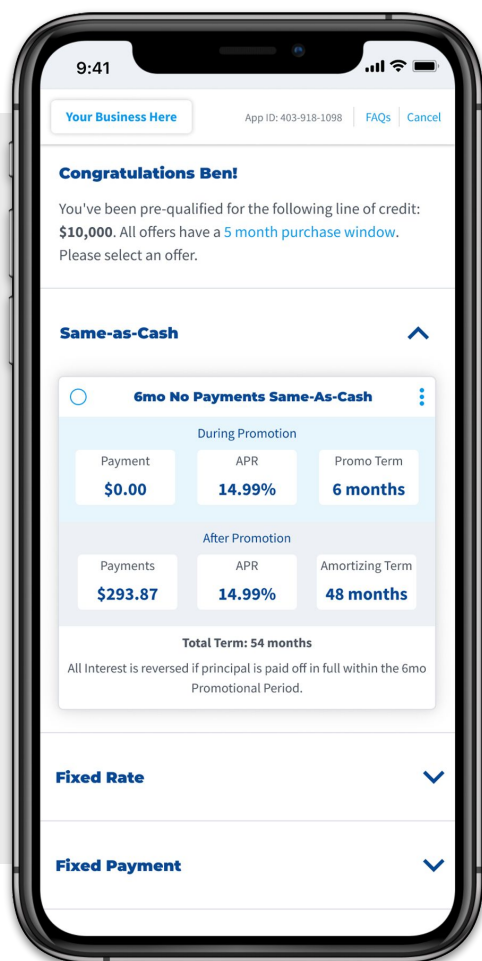 9:41
Your Business Here App ID: 403-918-1098 FAQs Cancel
Congratulations Ben!
You've been pre-qualified for the following line of credit:
$10,000. All offers have a 5 month purchase window.
Please select an offer.
Same-as-Cash
6mo No Payments Same-As-Cash
During Promotion
Payment APR Promo Term
$0.00 14.99% 6 months
After Promotion
Payments APR Amortizing Term
$293.87 14.99% 48 months
Total Term: 54 months
All Interest is reversed if principal is paid off in full within the 6mo
Promotional Period.
Fixed Rate
Fixed Payment